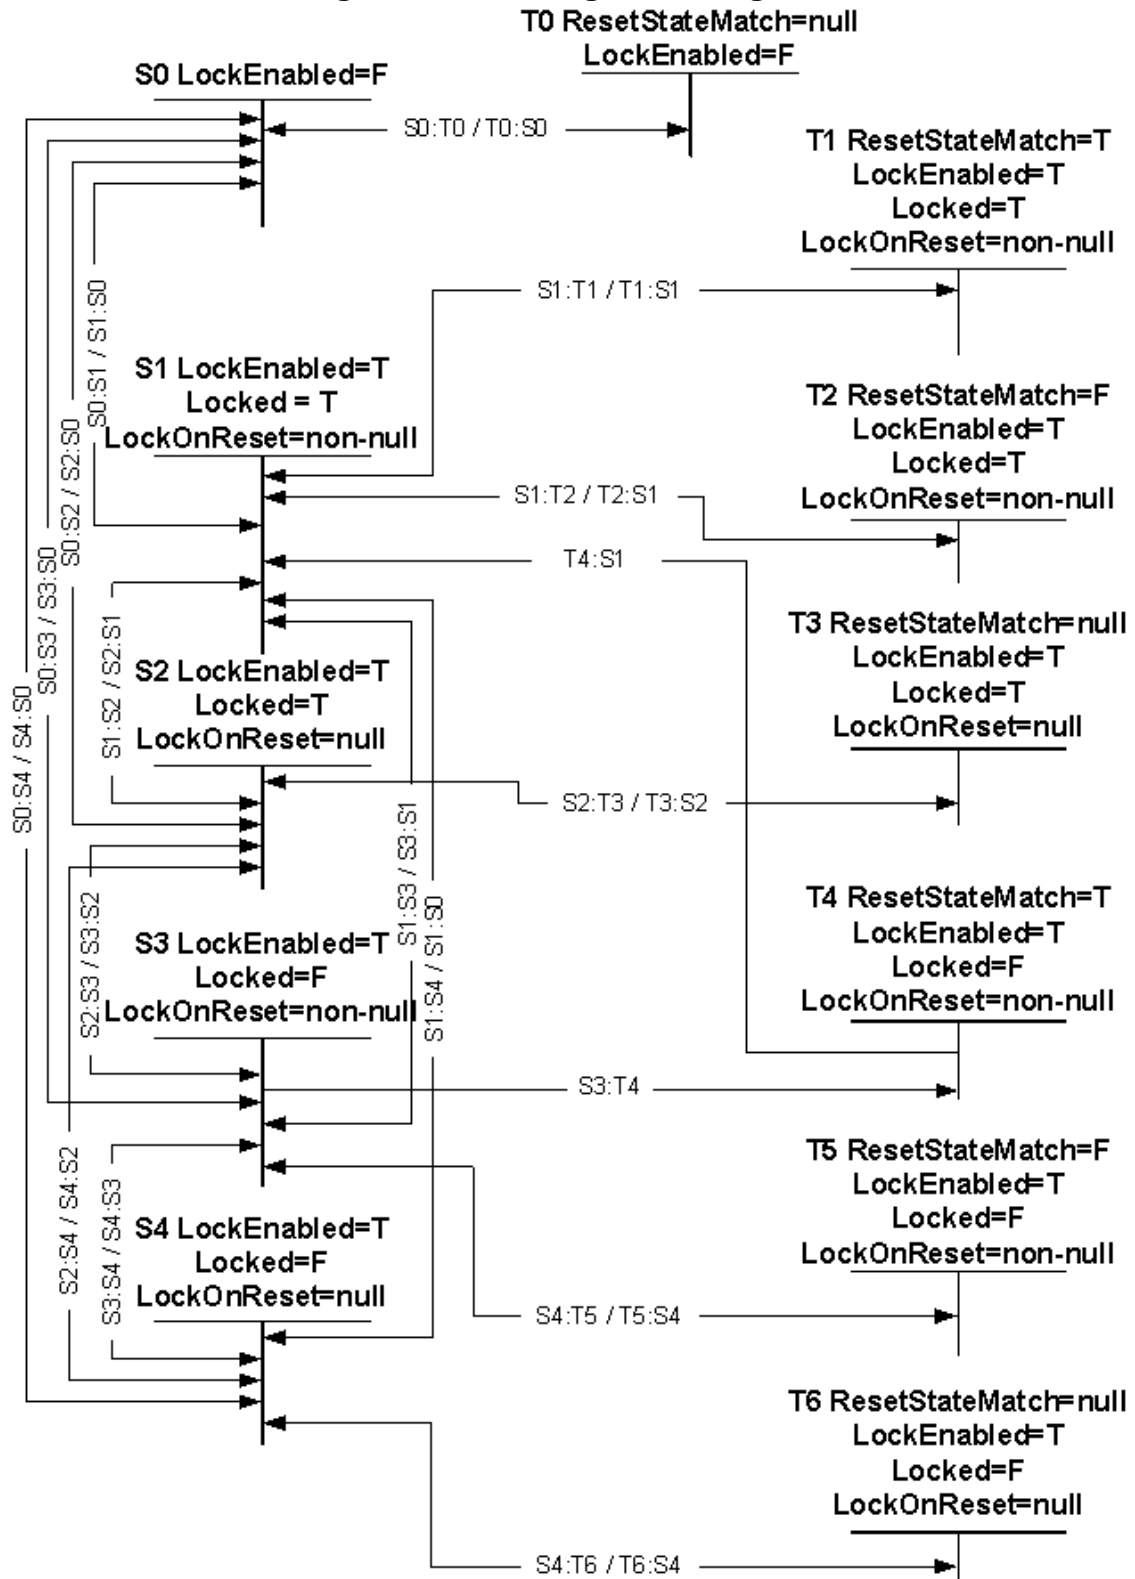 T0 ResetStateMatch=null
LockEnabled=F
S0 LockEnabled=F
S0:T0 / T0:S0
T1 ResetStateMatch=T
LockEnabled=T
Locked=T
LockOnReset=non-null
S1:T1 / T1:S1
S0:S1 / S1:S0
S1 LockEnabled=T
Locked = T
LockOnReset=non-null
T2 ResetStateMatch=F
LockEnabled=T
Locked=T
LockOnReset=non-null
S1:T2 / T2:S1
S0:S2 / S2:S0
T4:S1
S0:S3 / S3:S0
S1:S2 / S2:S1
T3 ResetStateMatch=null
LockEnabled=T
Locked=T
LockOnReset=null
S2 LockEnabled=T
Locked=T
LockOnReset=null
S0:S4 / S4:S0
S2:T3 / T3:S2
S1:S3 / S3:S1
S1:S4 / S1:S0
T4 ResetStateMatch=T
LockEnabled=T
Locked=F
LockOnReset=non-null
S2:S3 / S3:S2
S3 LockEnabled=T
Locked=F
LockOnReset=non-null
S3:T4
T5 ResetStateMatch=F
LockEnabled=T
Locked=F
LockOnReset=non-null
S2:S4 / S4:S2
S3:S4 / S4:S3
S4 LockEnabled=T
Locked=F
LockOnReset=null
S4:T5 / T5:S4
T6 ResetStateMatch=null
LockEnabled=T
Locked=F
LockOnReset=null
S4:T6 / T6:S4